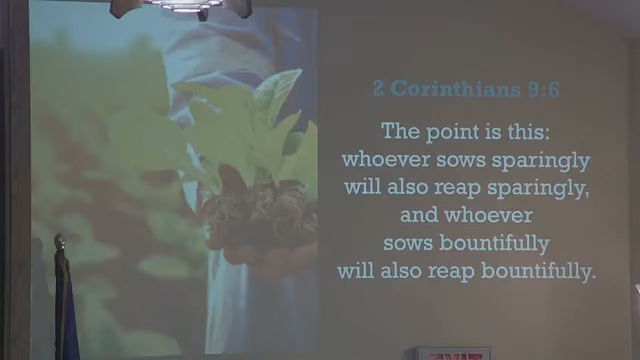 2 Corinthians 9:6
The point is this:
whoever sows sparingly
will also reap sparingly,
and whoever
sows bountifully
will also reap bountifully.
EXIT